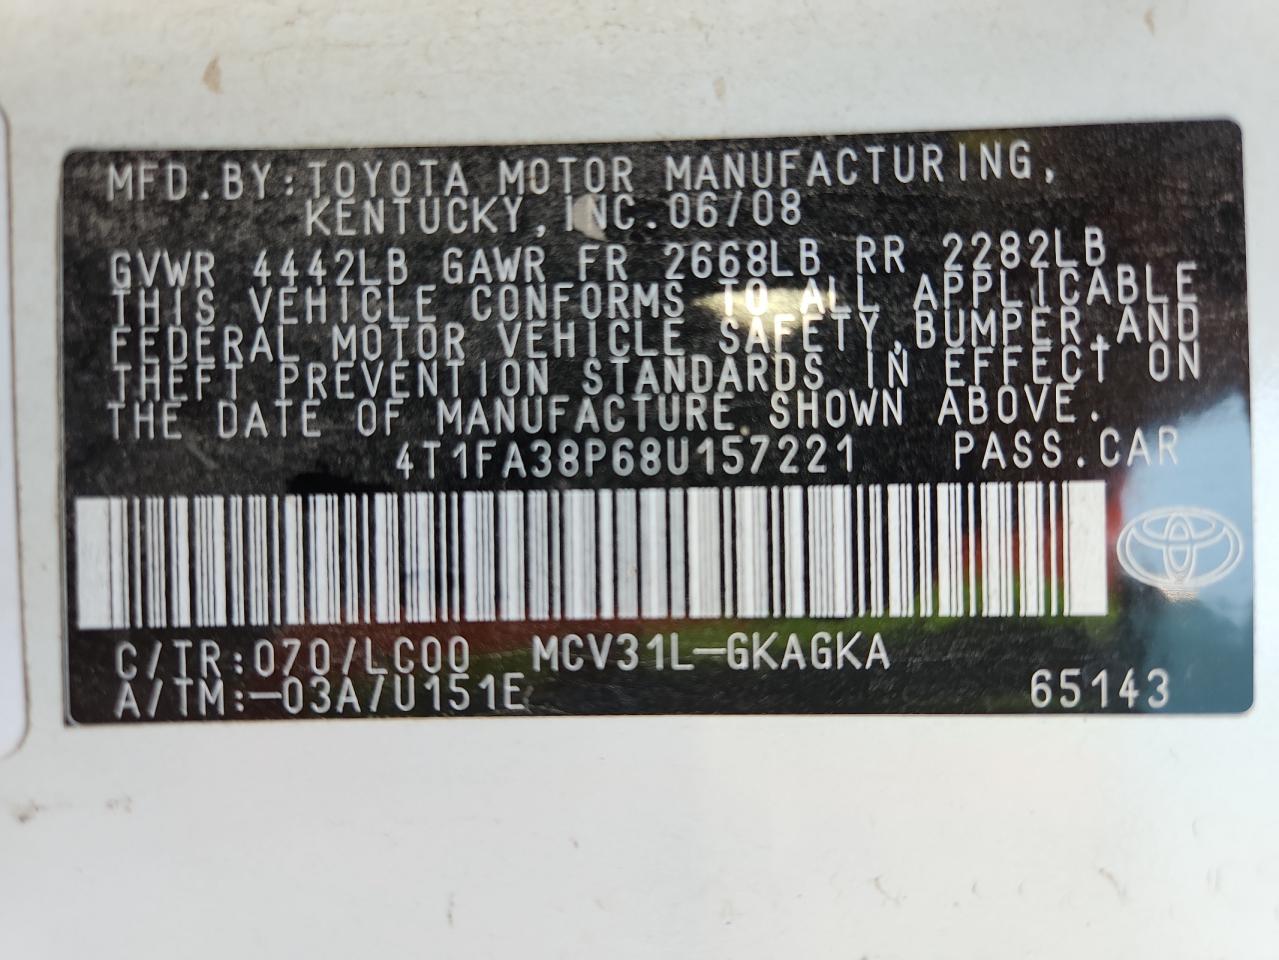 MFD.BY:TOYOTA MOTOR MANUFACTURING,
KENTUCKY,INC.06/08
GVWR 4442LB GAWR FR 2668LB RR 2282LB
THIS VEHICLE CONFORMS TO ALL APPLICABLE
FEDERAL MOTOR VEHICLE SAFETY,BUMPER,AND
THEFT PREVENTION STANDARDS IN EFFECT ON
THE DATE OF MANUFACTURE SHOWN ABOVE.
4T1FA38P68U157221 PASS.CAR
C/TR:070/LC00 MCV31L-GKAGKA
A/TM:-03A/U151E 65143